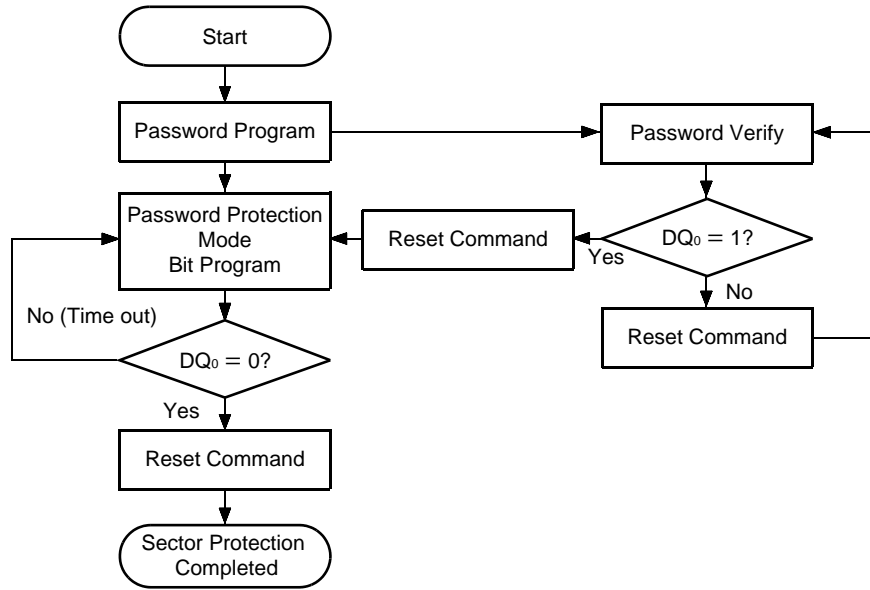 Start
Password Program
Password Verify
Password Protection
Mode
Bit Program
Reset Command
DQ₀ = 1?
Yes
No
No (Time out)
Reset Command
DQ₀ = 0?
Yes
Reset Command
Sector Protection
Completed